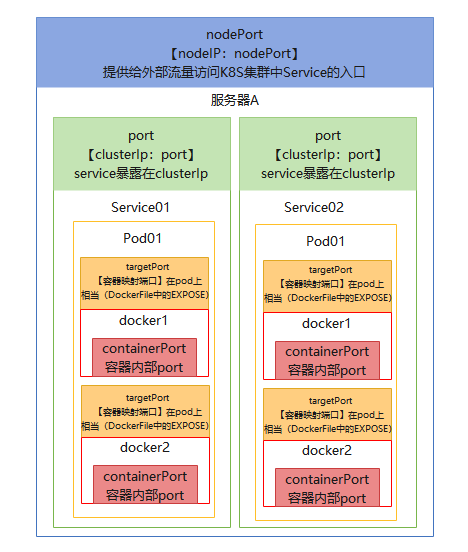 nodePort
【nodeIP：nodePort】
提供给外部流量访问K8S集群中Service的入口
服务器A
port
【clusterIp：port】
service暴露在clusterIp
Service01
Pod01
targetPort
【容器映射端口】在pod上
相当（DockerFile中的EXPOSE)
docker1
containerPort
容器内部port
targetPort
【容器映射端口】在pod上
相当（DockerFile中的EXPOSE)
docker2
containerPort
容器内部port
port
【clusterIp：port】
service暴露在clusterIp
Service02
Pod01
targetPort
【容器映射端口】在pod上
相当（DockerFile中的EXPOSE)
docker1
containerPort
容器内部port
targetPort
【容器映射端口】在pod上
相当（DockerFile中的EXPOSE)
docker2
containerPort
容器内部port